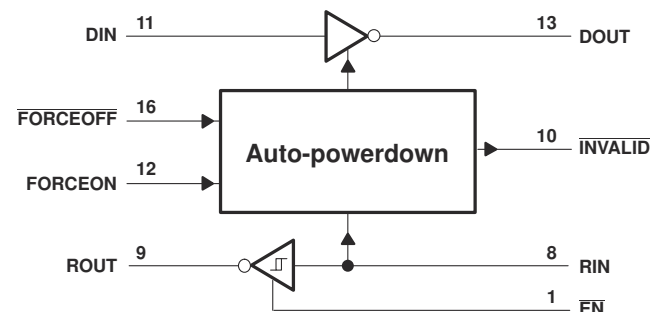 DIN 11 13 DOUT
FORCEOFF 16
Auto-powerdown 10 INVALID
FORCEON 12
ROUT 9 8 RIN
1 EN